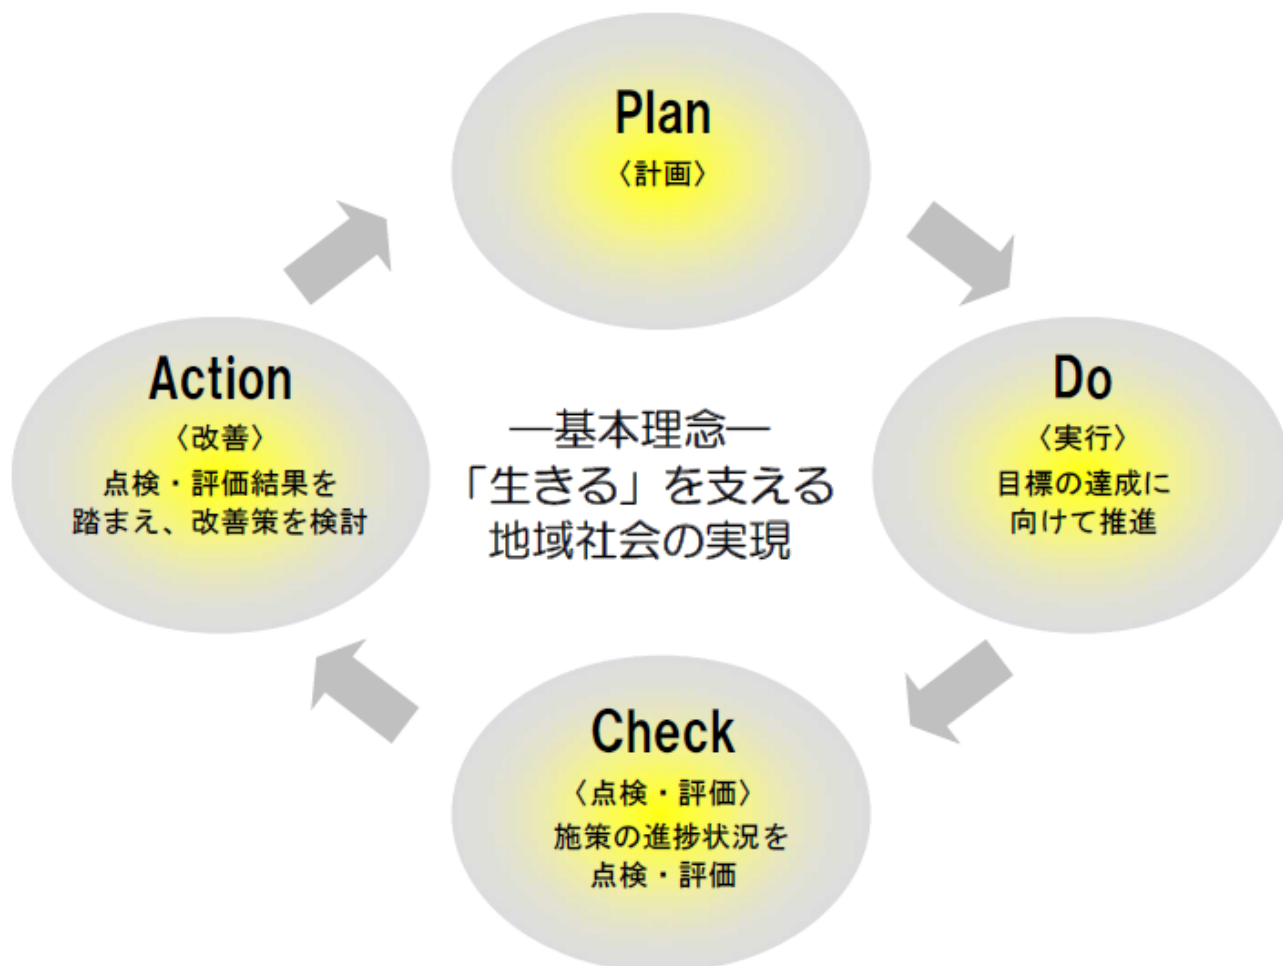 Plan
〈計画〉
Do
〈実行〉
目標の達成に
向けて推進
Check
〈点検・評価〉
施策の進捗状況を
点検・評価
Action
〈改善〉
点検・評価結果を
踏まえ、改善策を検討
―基本理念―
「生きる」を支える
地域社会の実現